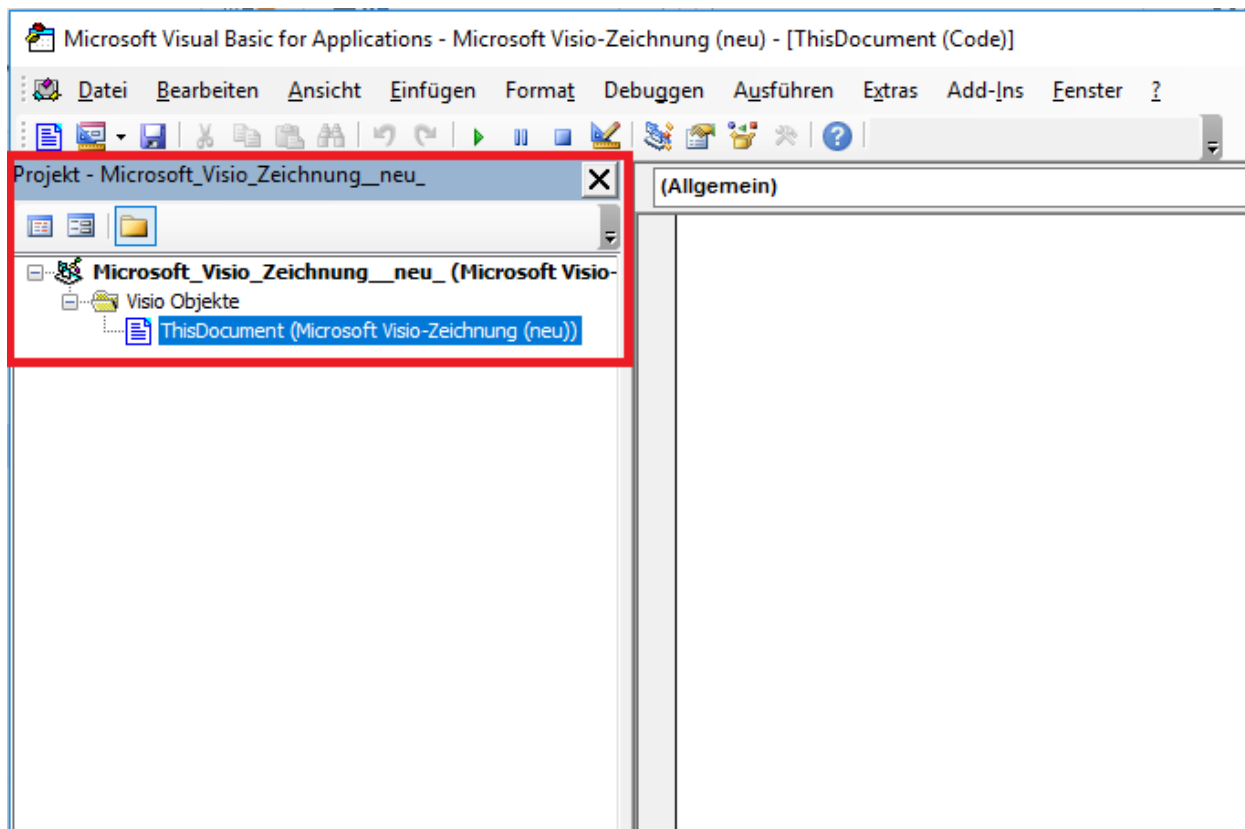 Microsoft Visual Basic for Applications - Microsoft Visio-Zeichnung (neu) - [ThisDocument (Code)]
Datei Bearbeiten Ansicht Einfügen Format Debuggen Ausführen Extras Add-Ins Fenster ?
Projekt - Microsoft_Visio_Zeichnung__neu_
(Allgemein)
Microsoft_Visio_Zeichnung__neu_ (Microsoft Visio-
Visio Objekte
ThisDocument (Microsoft Visio-Zeichnung (neu))